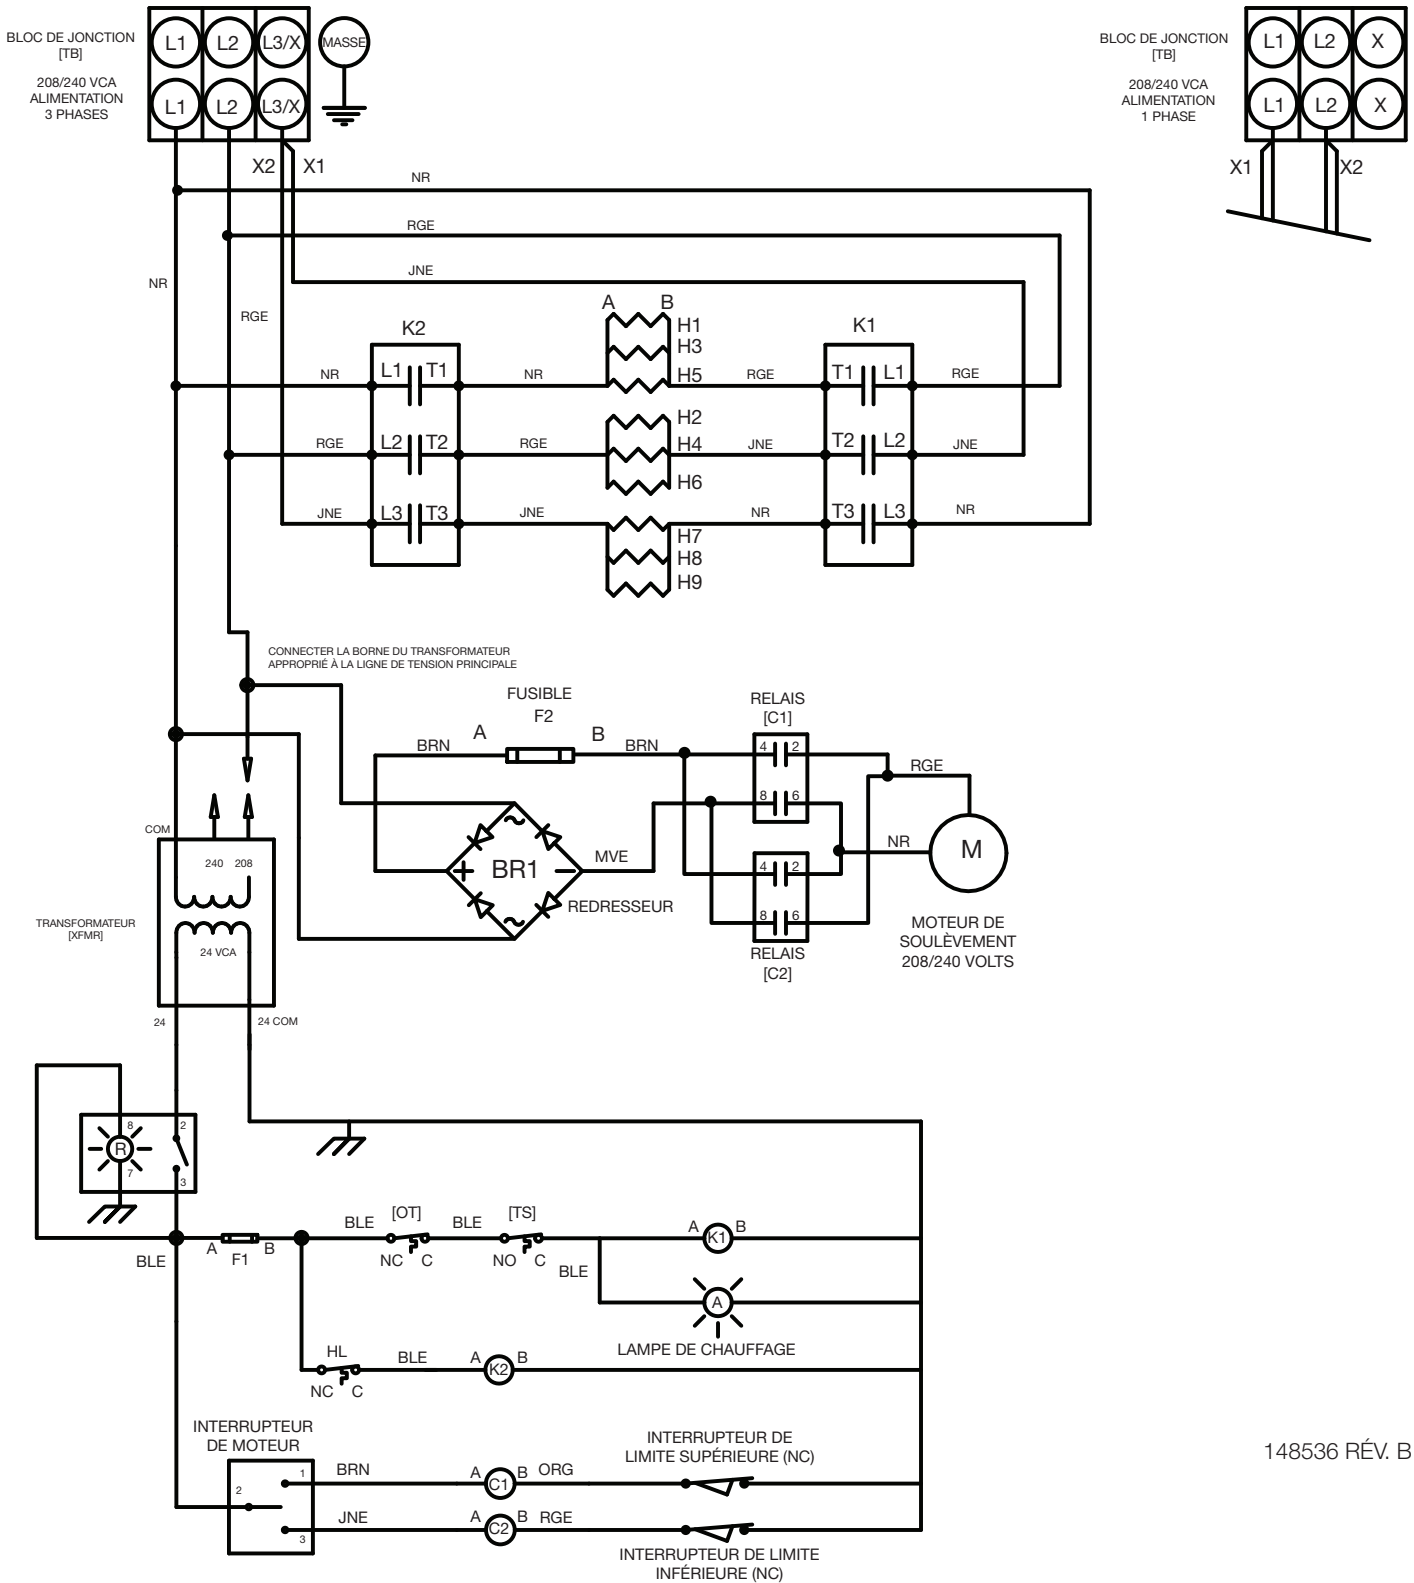 BLOC DE JONCTION
[TB]
208/240 VCA
ALIMENTATION
3 PHASES
L1 L2 L3/X
L1 L2 L3/X
MASSE
BLOC DE JONCTION
[TB]
208/240 VCA
ALIMENTATION
1 PHASE
L1 L2 X
L1 L2 X
X2 X1
X1 X2
NR
RGE
JNE
NR
RGE
A B
K2
K1
H1
H3
H5
NR L1 T1 NR RGE T1 L1 RGE
H2
H4
H6
RGE L2 T2 RGE JNE T2 L2 JNE
JNE L3 T3 JNE NR T3 L3 NR
H7
H8
H9
CONNECTER LA BORNE DU TRANSFORMATEUR
APPROPRIÉ À LA LIGNE DE TENSION PRINCIPALE
FUSIBLE
F2
A B
BRN BRN
RELAIS
[C1]
4 2
8 6
RGE
NR
M
MOTEUR DE
SOULÈVEMENT
208/240 VOLTS
BR1
MVE
REDRESSEUR
4 2
8 6
RELAIS
[C2]
COM
240 208
TRANSFORMATEUR
[XFMR]
24 VCA
24 24 COM
8 2
R
7 3
BLE
A F1 B
BLE [OT] BLE [TS]
NC C NO C
BLE
A K1 B
A
LAMPE DE CHAUFFAGE
HL
NC C
BLE A K2 B
INTERRUPTEUR
DE MOTEUR
1
2
3
BRN A C1 B ORG
INTERRUPTEUR DE
LIMITE SUPÉRIEURE (NC)
JNE A C2 B RGE
INTERRUPTEUR DE LIMITE
INFÉRIEURE (NC)
148536 RÉV. B